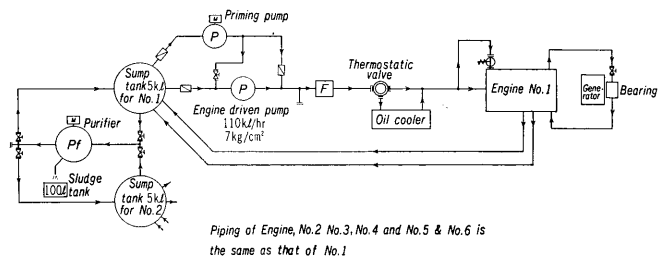 M
Priming pump
P
Sump
tank 5kℓ
for No.1
P
Engine driven pump
110kℓ/hr
7kg/cm²
F
Thermostatic
valve
Oil cooler
Engine No.1
Gene-
rator
Bearing
M
Purifier
Pf
100ℓ
Sludge
tank
Sump
tank 5kℓ
for No.2
Piping of Engine, No.2 No.3, No.4 and No.5 & No.6 is
the same as that of No.1